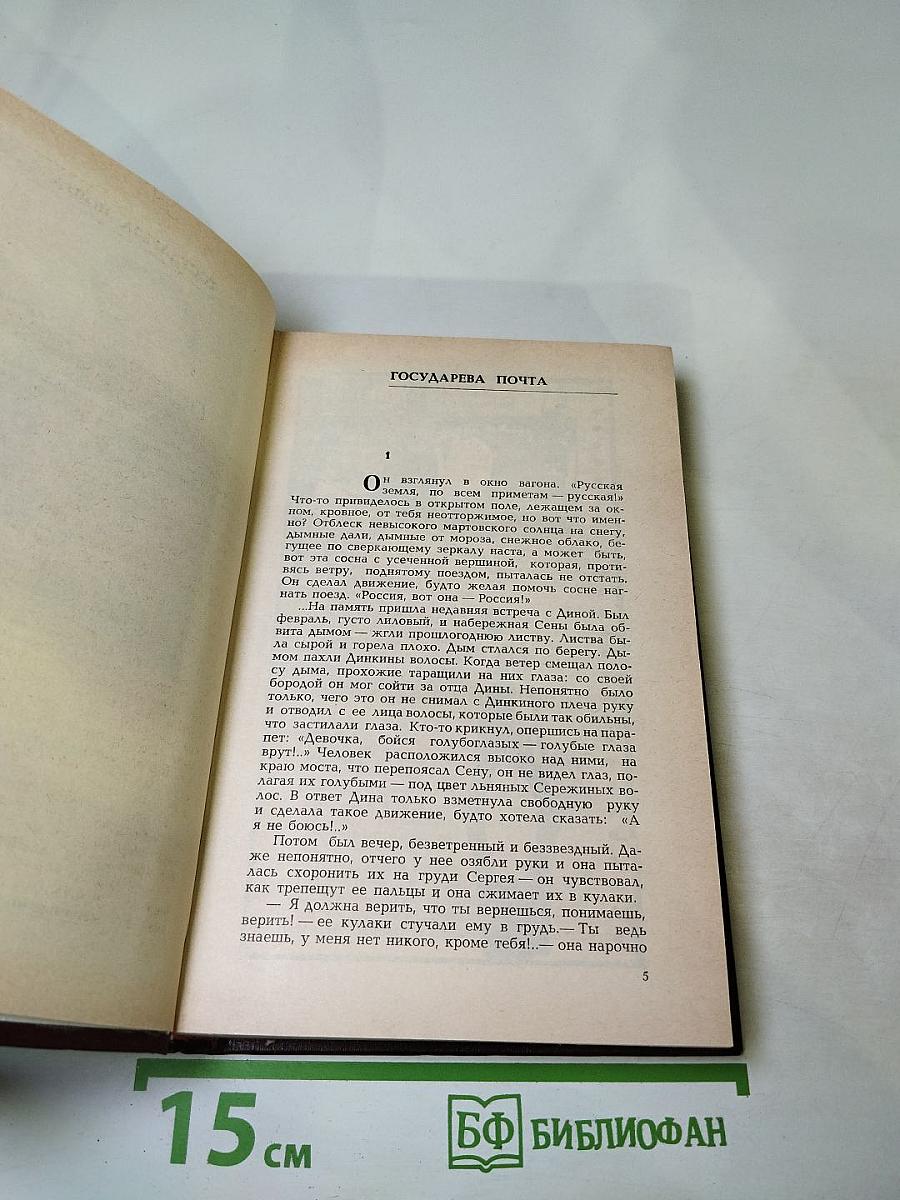 ГОСУДАРЕВА ПОЧТА
1
Он взглянул в окно вагона. «Русская
земля, по всем приметам — русская!»
Что-то привиделось в открытом поле, лежащем за ок-
ном, кровное, от тебя неотторжимое, но вот что имен-
но? Отблеск невысокого мартовского солнца на снегу,
дымные дали, дымные от мороза, снежное облако, бе-
гущее по сверкающему зеркалу наста, а может быть,
вот эта сосна с усеченной вершиной, которая, проти-
вясь ветру, поднятому поездом, пыталась не отстать.
Он сделал движение, будто желая помочь сосне наг-
нать поезд. «Россия, вот она — Россия!»
...На память пришла недавняя встреча с Диной. Был
февраль, густо лиловый, и набережная Сены была об-
вита дымом — жгли прошлогоднюю листву. Листва бы-
ла сырой и горела плохо. Дым стлался по берегу. Ды-
мом пахли Динкины волосы. Когда ветер смещал поло-
су дыма, прохожие таращили на них глаза: со своей
бородой он мог сойти за отца Дины. Непонятно было
только, чего это он не снимал с Динкиного плеча руку
и отводил с ее лица волосы, которые были так обильны,
что застилали глаза. Кто-то крикнул, опершись на пара-
пет: «Девочка, бойся голубоглазых — голубые глаза
врут!..» Человек расположился высоко над ними, на
краю моста, что перепоясал Сену, он не видел глаз, по-
лагая их голубыми — под цвет льняных Сережиных во-
лос. В ответ Дина только взметнула свободную руку
и сделала такое движение, будто хотела сказать: «А
я не боюсь!..»
Потом был вечер, безветренный и беззвездный. Да-
же непонятно, отчего у нее озябли руки и она пыта-
лась схоронить их на груди Сергея — он чувствовал,
как трепещут ее пальцы и она сжимает их в кулаки.
— Я должна верить, что ты вернешься, понимаешь,
верить! — ее кулаки стучали ему в грудь.— Ты ведь
знаешь, у меня нет никого, кроме тебя!..— она нарочно
5
15 см
БФ БИБЛИОФАН